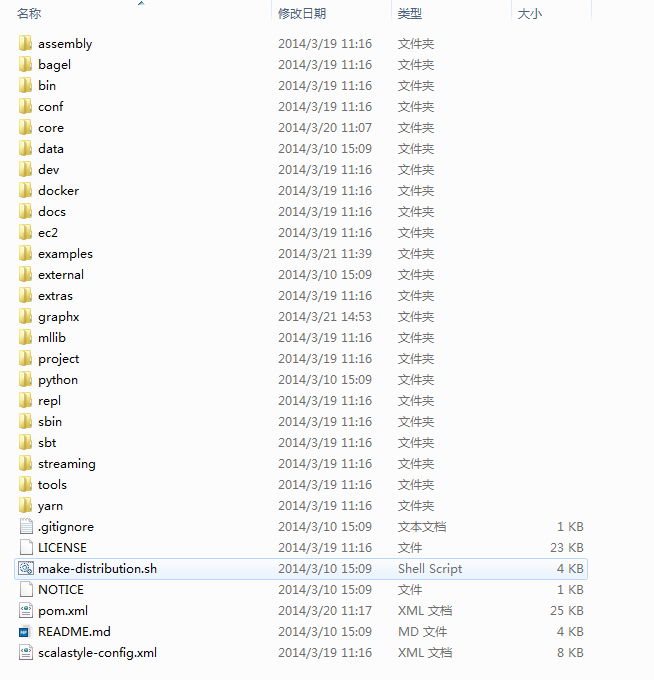 名称 修改日期 类型 大小
assembly 2014/3/19 11:16 文件夹
bagel 2014/3/19 11:16 文件夹
bin 2014/3/19 11:16 文件夹
conf 2014/3/19 11:16 文件夹
core 2014/3/20 11:07 文件夹
data 2014/3/10 15:09 文件夹
dev 2014/3/19 11:16 文件夹
docker 2014/3/19 11:16 文件夹
docs 2014/3/19 11:16 文件夹
ec2 2014/3/19 11:16 文件夹
examples 2014/3/21 11:39 文件夹
external 2014/3/10 15:09 文件夹
extras 2014/3/19 11:16 文件夹
graphx 2014/3/21 14:53 文件夹
mllib 2014/3/19 11:16 文件夹
project 2014/3/19 11:16 文件夹
python 2014/3/10 15:09 文件夹
repl 2014/3/19 11:16 文件夹
sbin 2014/3/19 11:16 文件夹
sbt 2014/3/19 11:16 文件夹
streaming 2014/3/19 11:16 文件夹
tools 2014/3/19 11:16 文件夹
yarn 2014/3/19 11:16 文件夹
.gitignore 2014/3/10 15:09 文本文档 1 KB
LICENSE 2014/3/19 11:16 文件 23 KB
make-distribution.sh 2014/3/10 15:09 Shell Script 4 KB
NOTICE 2014/3/10 15:09 文件 1 KB
pom.xml 2014/3/20 11:17 XML 文档 25 KB
README.md 2014/3/10 15:09 MD 文件 4 KB
scalastyle-config.xml 2014/3/19 11:16 XML 文档 8 KB